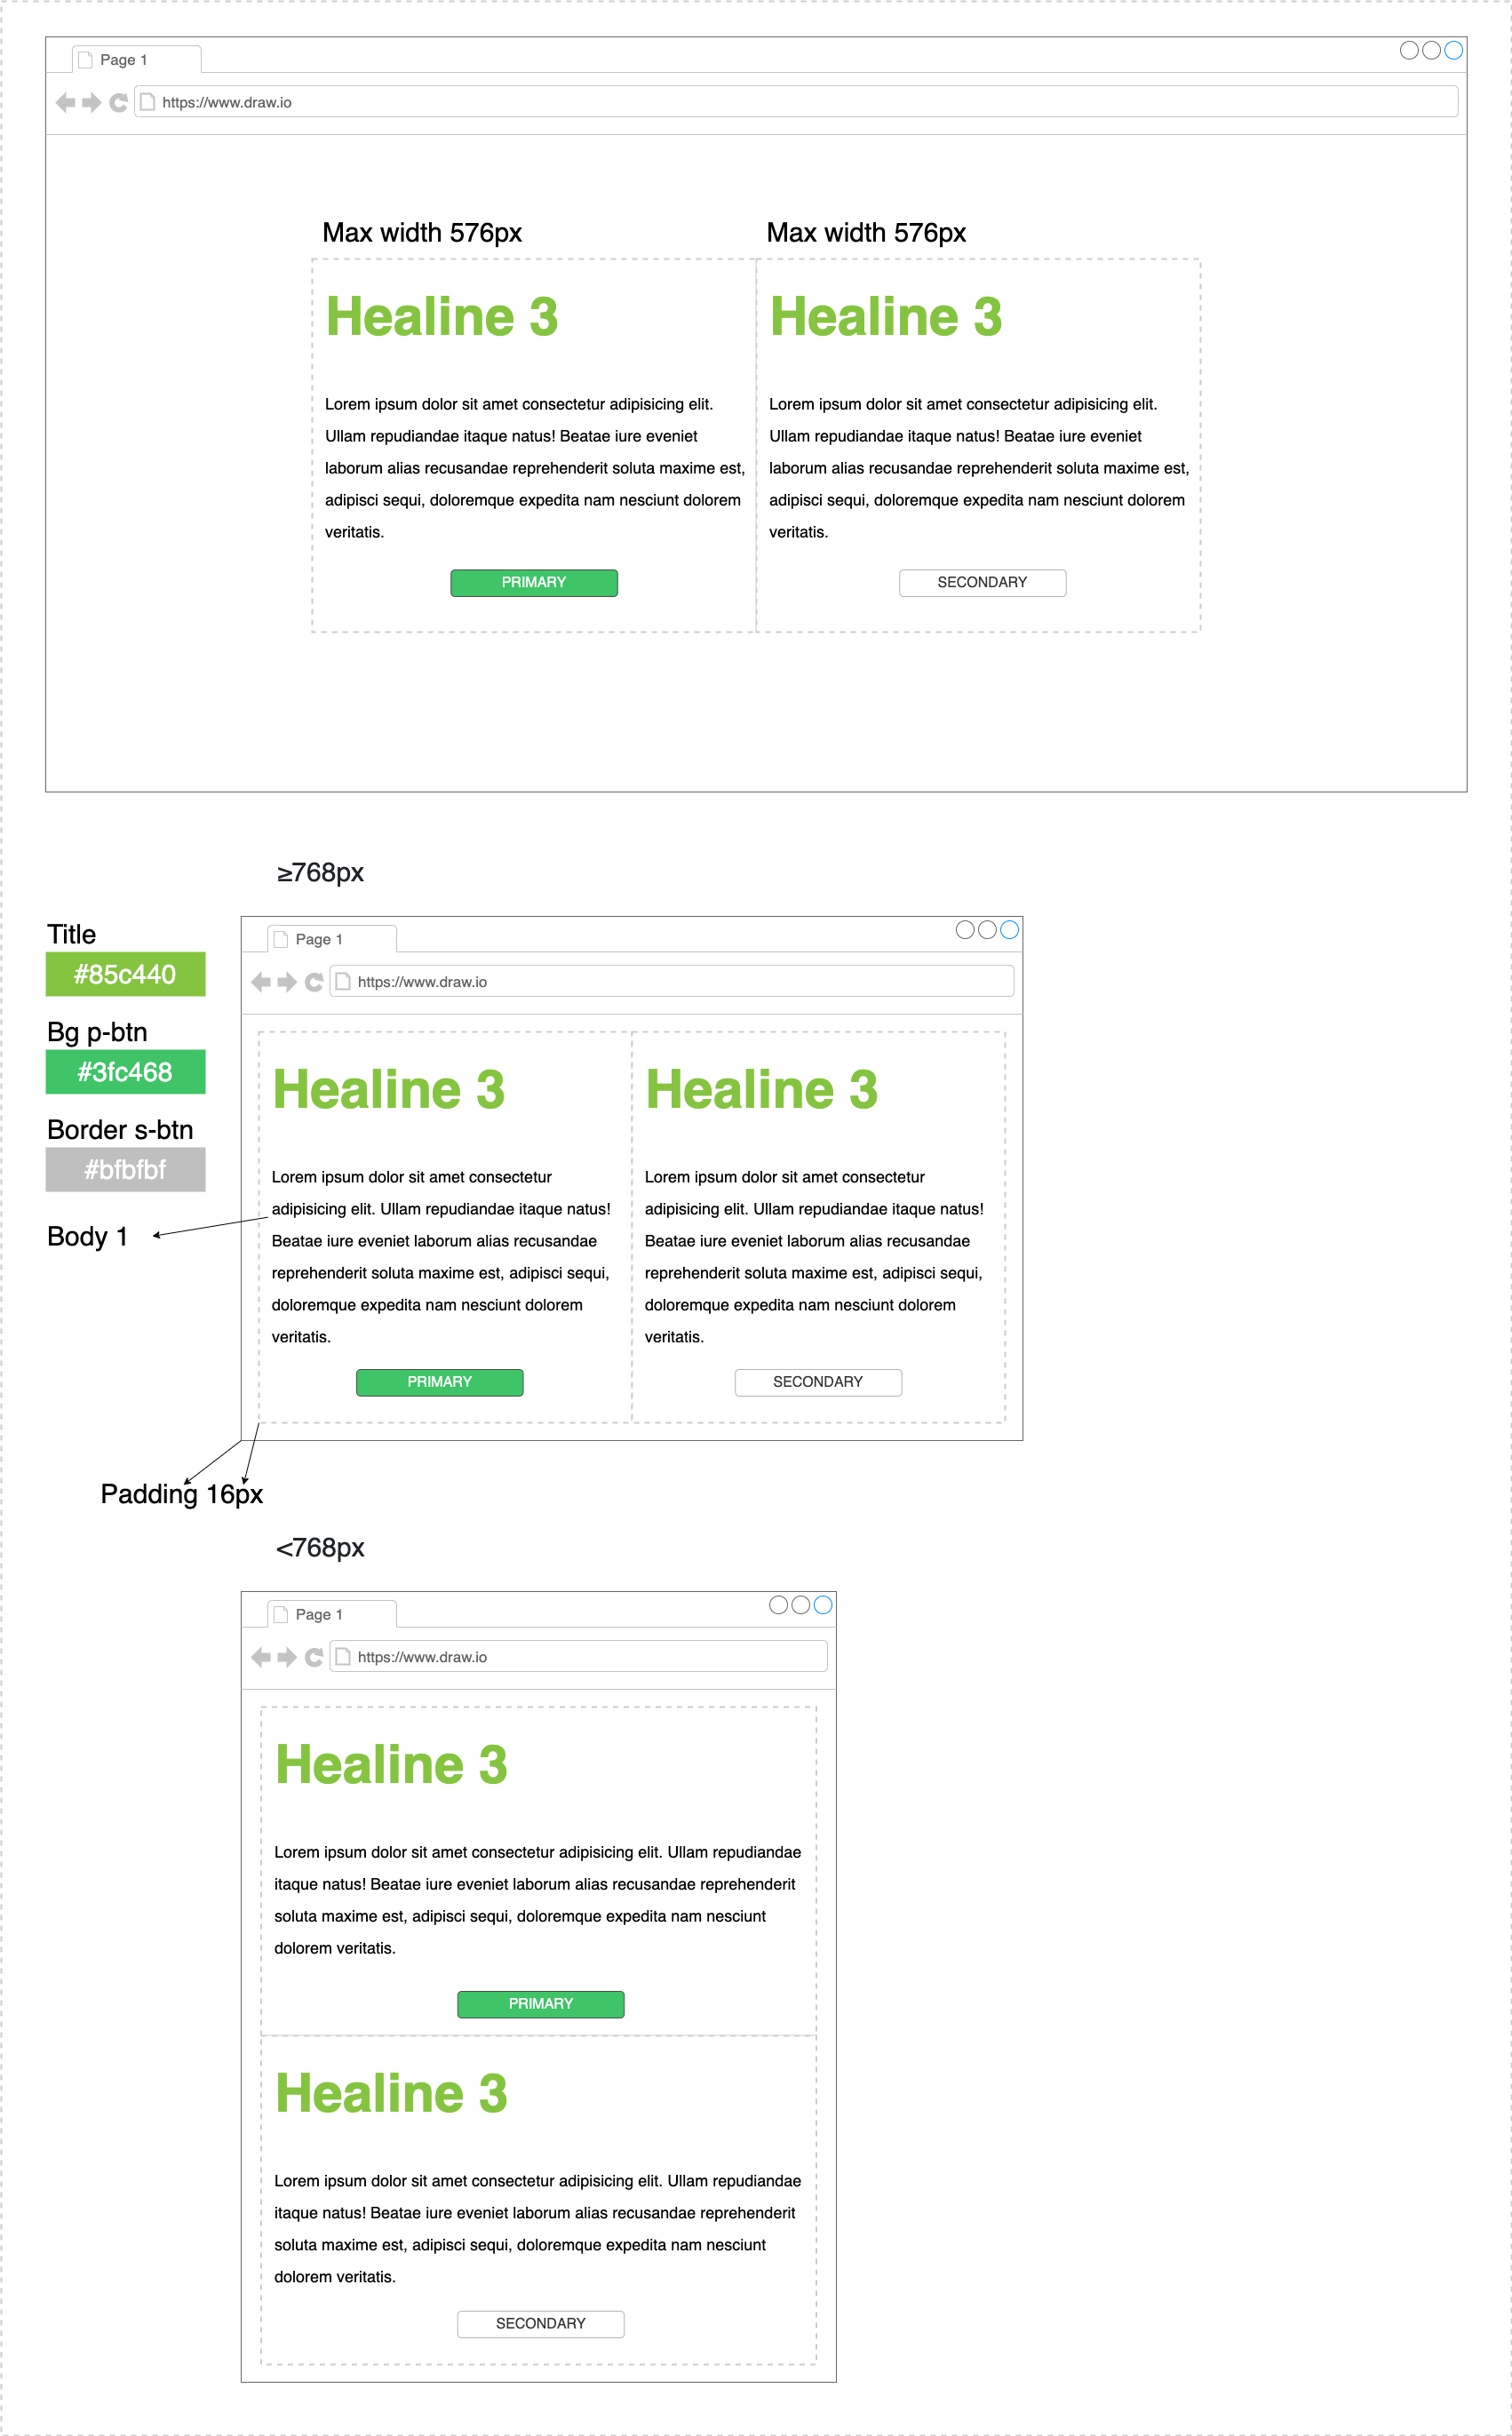 Page 1
https://www.draw.io
Max width 576px
Max width 576px
Healine 3
Lorem ipsum dolor sit amet consectetur adipisicing elit.
Ullam repudiandae itaque natus! Beatae iure eveniet
laborum alias recusandae reprehenderit soluta maxime est,
adipisci sequi, doloremque expedita nam nesciunt dolorem
veritatis.
PRIMARY
Healine 3
Lorem ipsum dolor sit amet consectetur adipisicing elit.
Ullam repudiandae itaque natus! Beatae iure eveniet
laborum alias recusandae reprehenderit soluta maxime est,
adipisci sequi, doloremque expedita nam nesciunt dolorem
veritatis.
SECONDARY
≥768px
Title
#85c440
Bg p-btn
#3fc468
Border s-btn
#bfbfbf
Body 1
Page 1
https://www.draw.io
Healine 3
Lorem ipsum dolor sit amet consectetur
adipisicing elit. Ullam repudiandae itaque natus!
Beatae iure eveniet laborum alias recusandae
reprehenderit soluta maxime est, adipisci sequi,
doloremque expedita nam nesciunt dolorem
veritatis.
PRIMARY
Healine 3
Lorem ipsum dolor sit amet consectetur
adipisicing elit. Ullam repudiandae itaque natus!
Beatae iure eveniet laborum alias recusandae
reprehenderit soluta maxime est, adipisci sequi,
doloremque expedita nam nesciunt dolorem
veritatis.
SECONDARY
Padding 16px
<768px
Page 1
https://www.draw.io
Healine 3
Lorem ipsum dolor sit amet consectetur adipisicing elit. Ullam repudiandae
itaque natus! Beatae iure eveniet laborum alias recusandae reprehenderit
soluta maxime est, adipisci sequi, doloremque expedita nam nesciunt
dolorem veritatis.
PRIMARY
Healine 3
Lorem ipsum dolor sit amet consectetur adipisicing elit. Ullam repudiandae
itaque natus! Beatae iure eveniet laborum alias recusandae reprehenderit
soluta maxime est, adipisci sequi, doloremque expedita nam nesciunt
dolorem veritatis.
SECONDARY